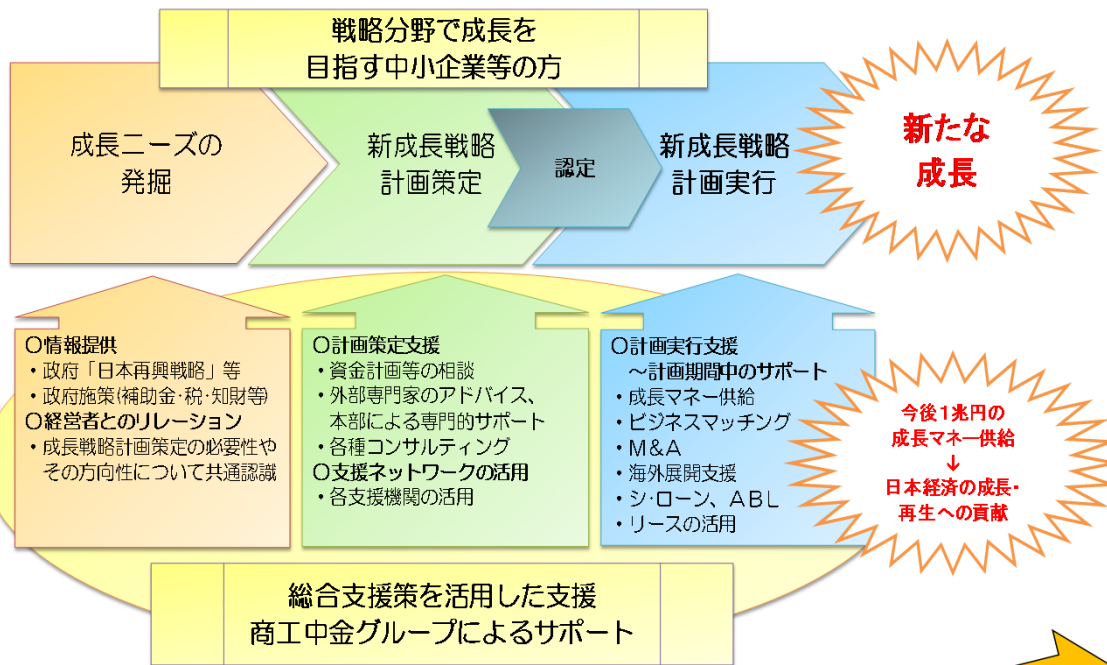 戦略分野で成長を
目指す中小企業等の方
成長ニーズの
発掘
新成長戦略
計画策定
認定
新成長戦略
計画実行
新たな
成長
○情報提供
・政府「日本再興戦略」等
・政府施策(補助金・税・知財等)
○経営者とのリレーション
・成長戦略計画策定の必要性や
その方向性について共通認識
○計画策定支援
・資金計画等の相談
・外部専門家のアドバイス、
本部による専門的サポート
・各種コンサルティング
○支援ネットワークの活用
・各支援機関の活用
○計画実行支援
～計画期間中のサポート
・成長マネー供給
・ビジネスマッチング
・M&A
・海外展開支援
・シ・ローン、ABL
・リースの活用
今後1兆円の
成長マネー供給
↓
日本経済の成長・
再生への貢献
総合支援策を活用した支援
商工中金グループによるサポート